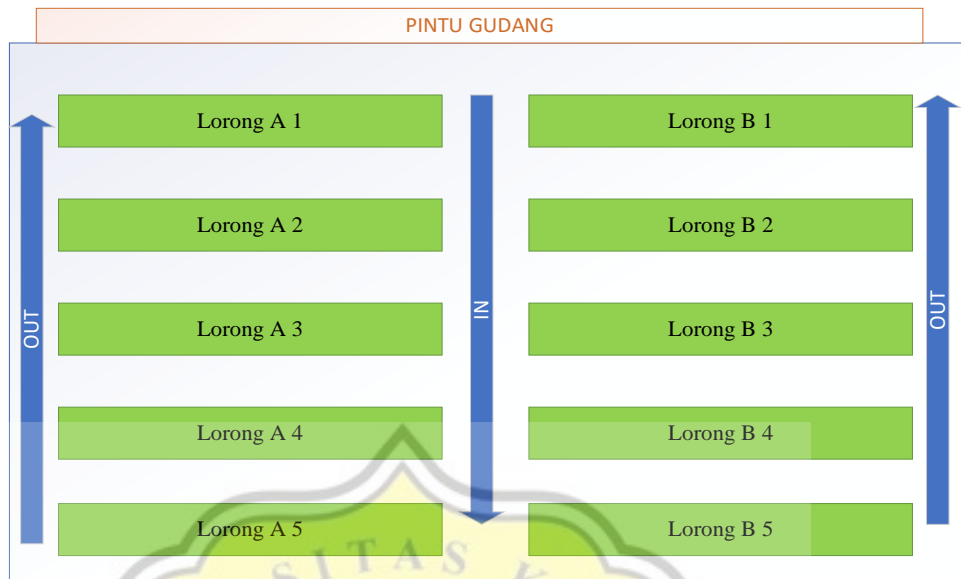 PINTU GUDANG
Lorong A 1
Lorong B 1
Lorong A 2
Lorong B 2
OUT
Lorong A 3
IN
Lorong B 3
OUT
Lorong A 4
Lorong B 4
Lorong A 5
Lorong B 5
SITAS K